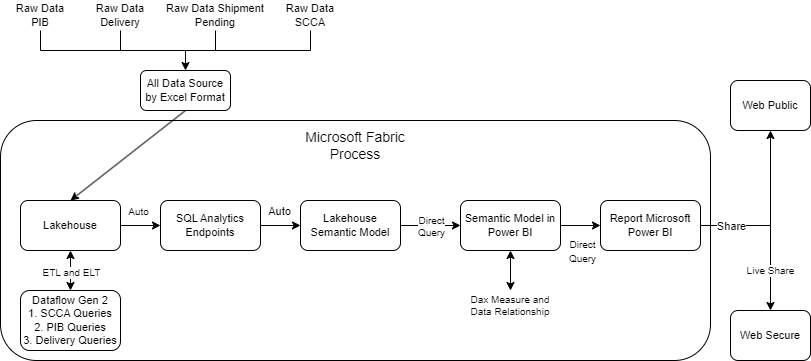 Raw Data
PIB
Raw Data
Delivery
Raw Data Shipment
Pending
Raw Data
SCCA
All Data Source
by Excel Format
Microsoft Fabric
Process
Web Public
Lakehouse
Auto
SQL Analytics
Endpoints
Auto
Lakehouse
Semantic Model
Direct
Query
Semantic Model in
Power BI
Direct
Query
Report Microsoft
Power BI
Share
ETL and ELT
Live Share
Dataflow Gen 2
1. SCCA Queries
2. PIB Queries
3. Delivery Queries
Dax Measure and
Data Relationship
Web Secure